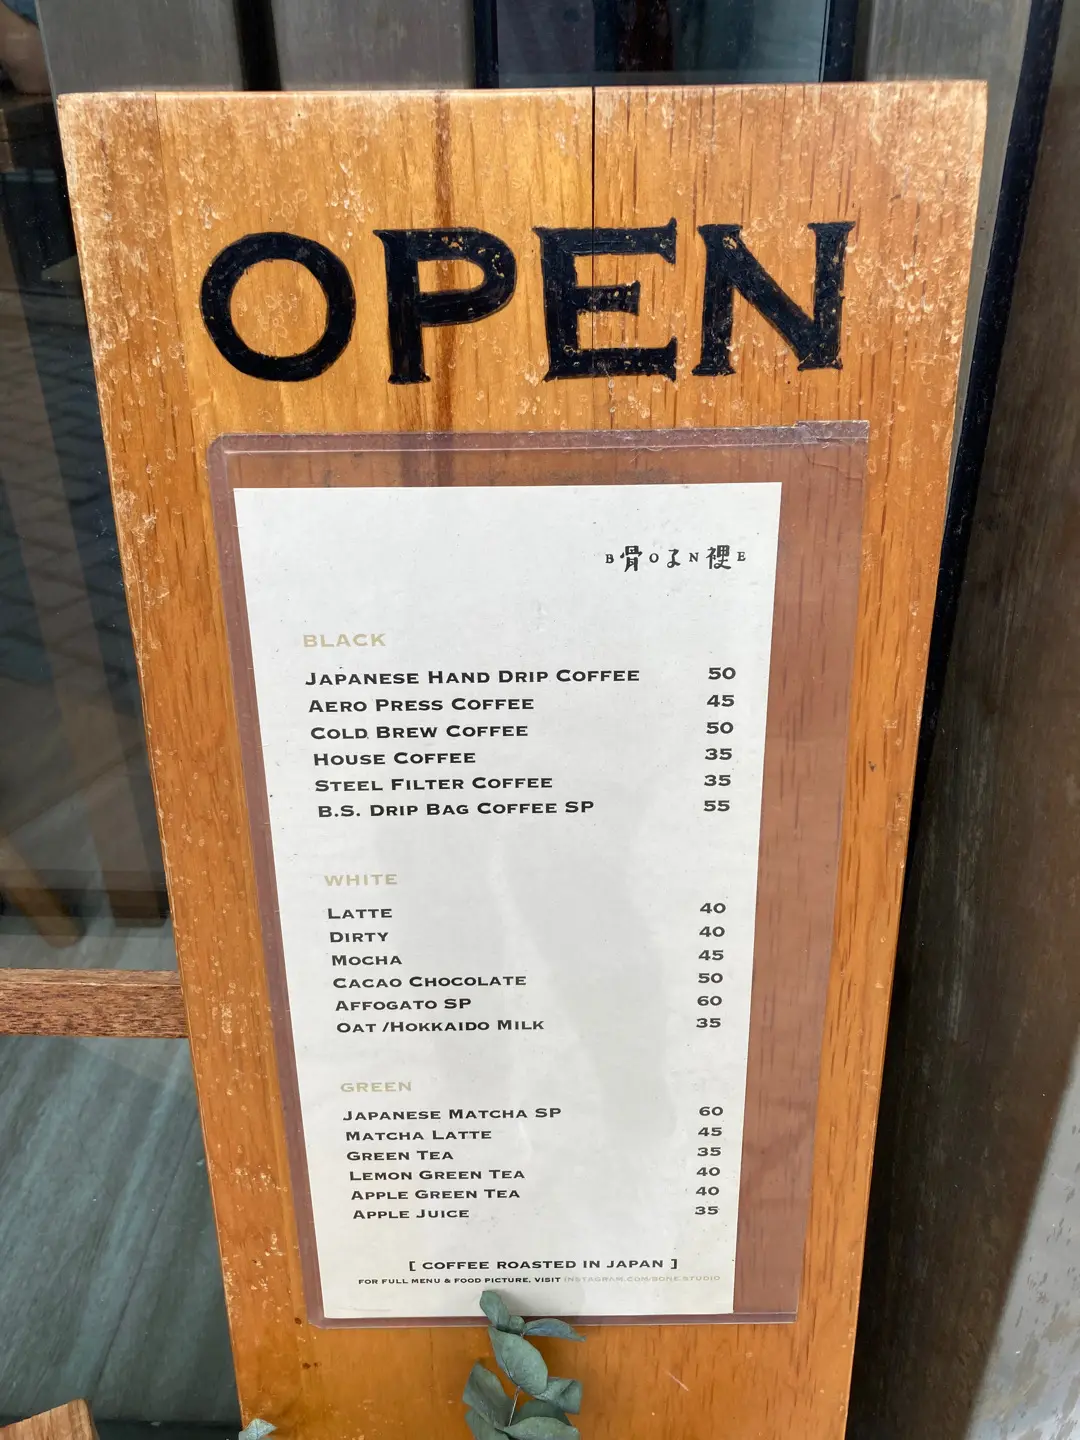 OPEN
B骨O子N裡E
BLACK
JAPANESE HAND DRIP COFFEE 50
AERO PRESS COFFEE 45
COLD BREW COFFEE 50
HOUSE COFFEE 35
STEEL FILTER COFFEE 35
B.S. DRIP BAG COFFEE SP 55
WHITE
LATTE 40
DIRTY 40
MOCHA 45
CACAO CHOCOLATE 50
AFFOGATO SP 60
OAT /HOKKAIDO MILK 35
GREEN
JAPANESE MATCHA SP 60
MATCHA LATTE 45
GREEN TEA 35
LEMON GREEN TEA 40
APPLE GREEN TEA 40
APPLE JUICE 35
[ COFFEE ROASTED IN JAPAN ]
FOR FULL MENU & FOOD PICTURE, VISIT INSTAGRAM.COM/BONE.STUDIO